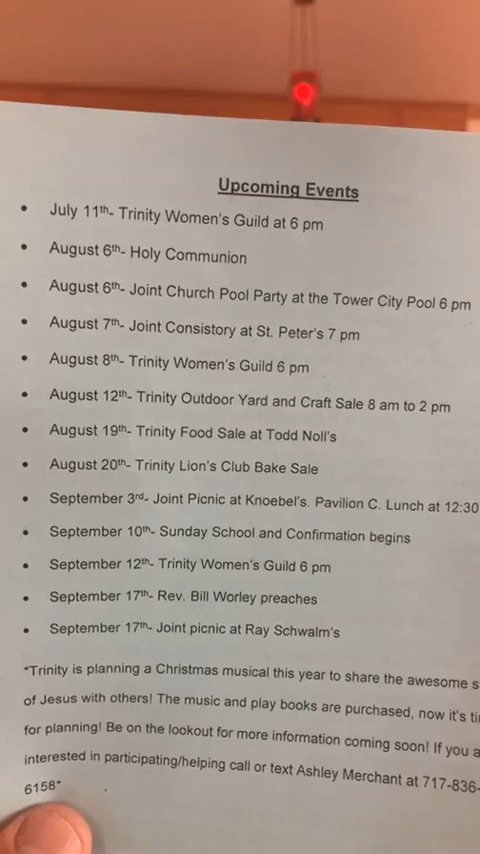 Upcoming Events
• July 11th- Trinity Women's Guild at 6 pm
• August 6th- Holy Communion
• August 6th- Joint Church Pool Party at the Tower City Pool 6 pm
• August 7th- Joint Consistory at St. Peter's 7 pm
• August 8th- Trinity Women's Guild 6 pm
• August 12th- Trinity Outdoor Yard and Craft Sale 8 am to 2 pm
• August 19th- Trinity Food Sale at Todd Noll's
• August 20th- Trinity Lion's Club Bake Sale
• September 3rd- Joint Picnic at Knoebel's. Pavilion C. Lunch at 12:30
• September 10th- Sunday School and Confirmation begins
• September 12th- Trinity Women's Guild 6 pm
• September 17th- Rev. Bill Worley preaches
• September 17th- Joint picnic at Ray Schwalm's
*Trinity is planning a Christmas musical this year to share the awesome
of Jesus with others! The music and play books are purchased, now it's
for planning! Be on the lookout for more information coming soon! If you
interested in participating/helping call or text Ashley Merchant at 717-836-
6158*